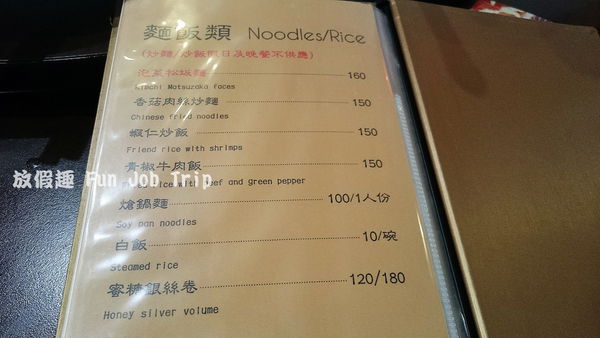 麵飯類 Noodles/Rice
(炒麵/炒飯假日及晚餐不供應)
泡菜松坂麵 160
Kimchi Matsuzaka faces
香菇肉絲炒麵 150
Chinese fried noodles
蝦仁炒飯 150
Friend rice with shrimps
青椒牛肉飯 150
rice with beef and green pepper
放假趣 Fun Job Trip
熗鍋麵 100/1人份
Soy pan noodles
白飯 10/碗
Steamed rice
蜜糖銀絲卷 120/180
Honey silver volume